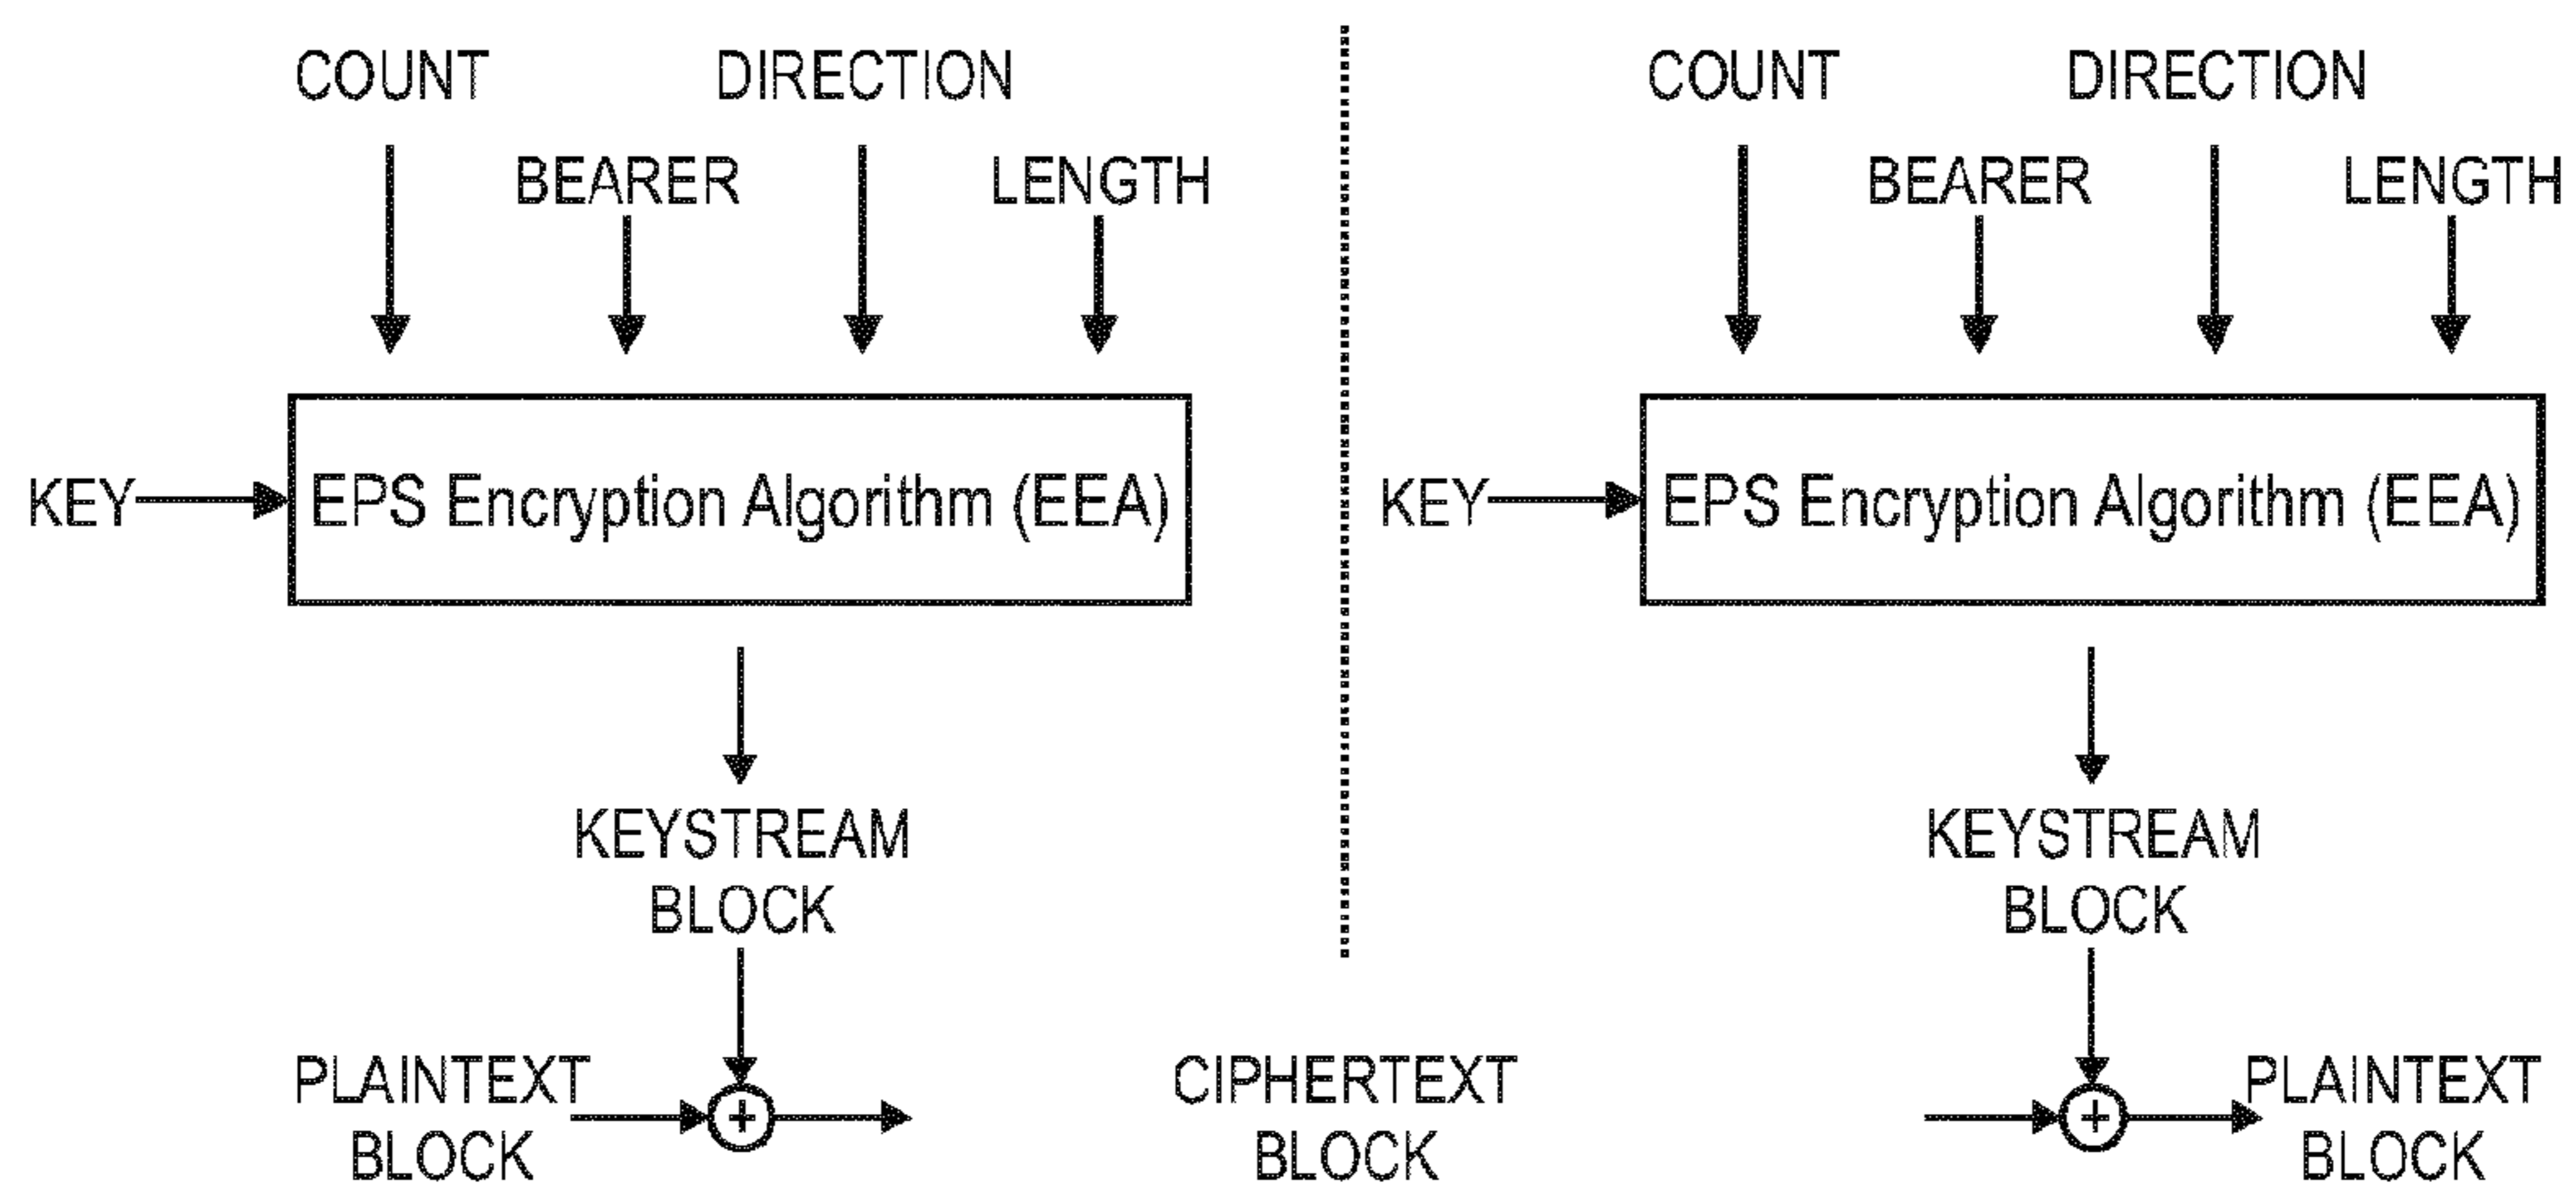 COUNT DIRECTION COUNT DIRECTION
BEARER LENGTH BEARER LENGTH
KEY EPS Encryption Algorithm (EEA) KEY EPS Encryption Algorithm (EEA)
KEYSTREAM KEYSTREAM
BLOCK BLOCK
PLAINTEXT CIPHERTEXT PLAINTEXT
+ +
BLOCK BLOCK BLOCK